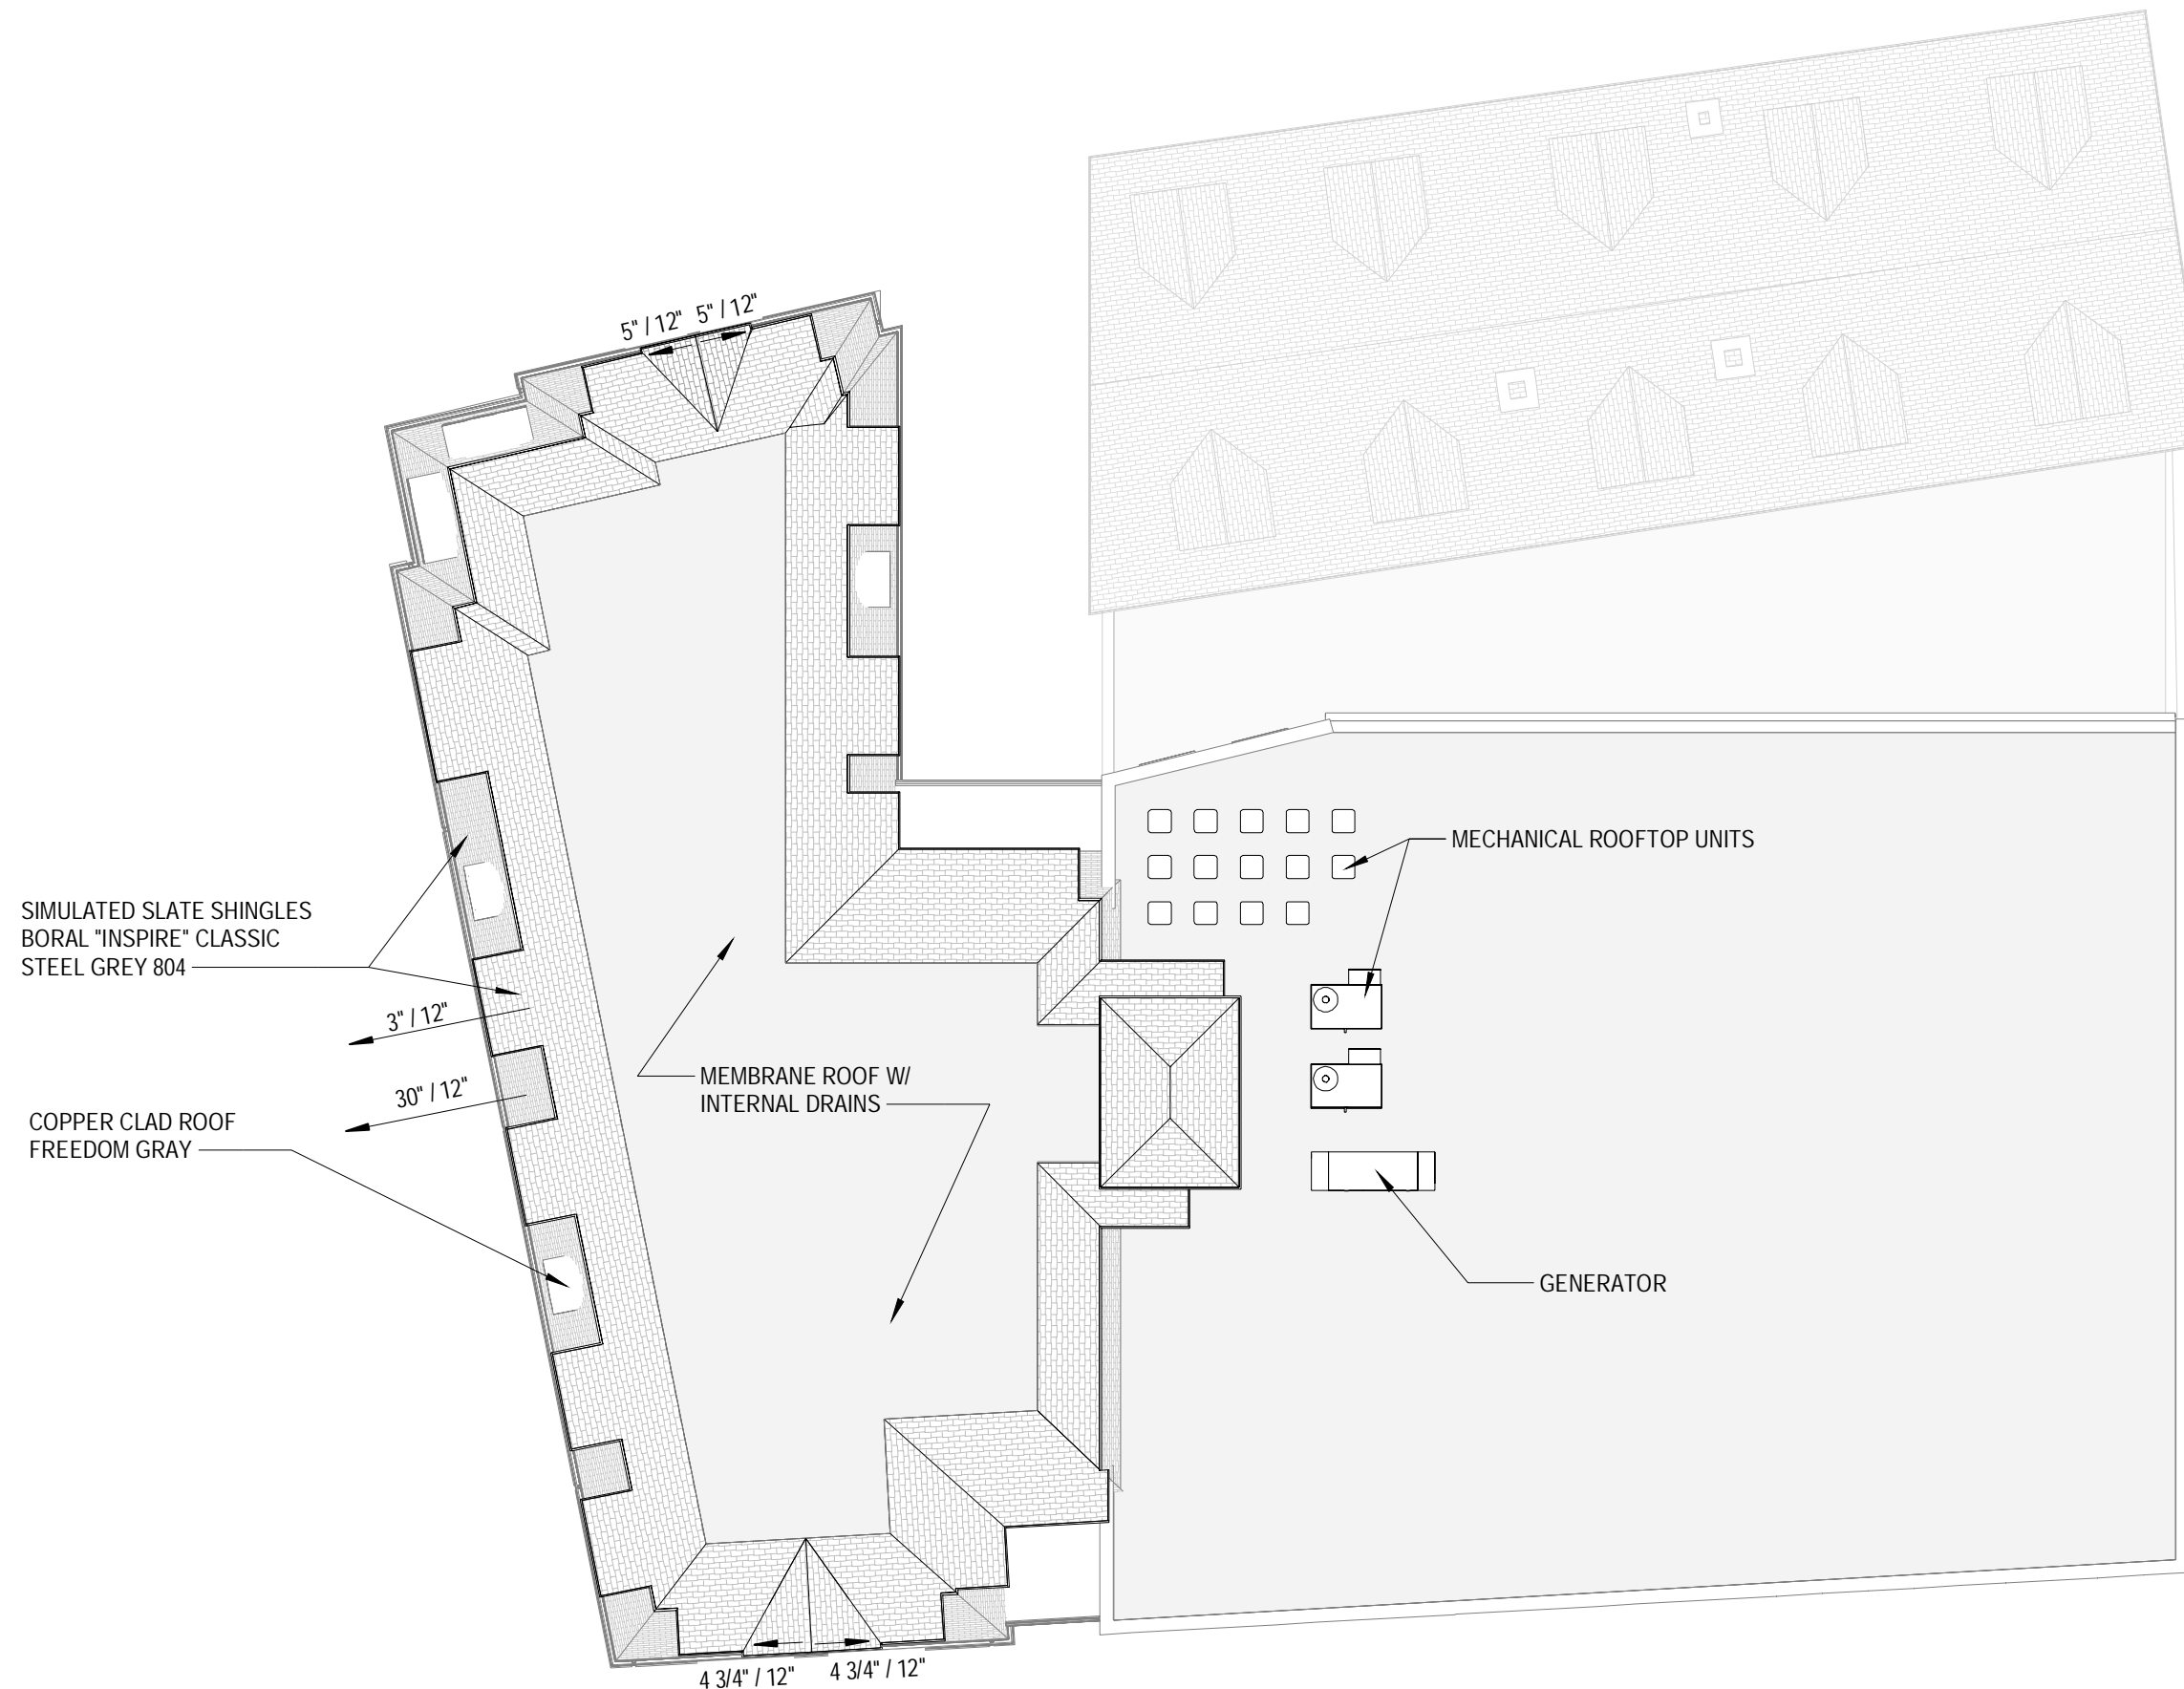 5" / 12" 5" / 12"
MECHANICAL ROOFTOP UNITS
SIMULATED SLATE SHINGLES
BORAL "INSPIRE" CLASSIC
STEEL GREY 804
3" / 12"
30" / 12"
MEMBRANE ROOF W/
INTERNAL DRAINS
COPPER CLAD ROOF
FREEDOM GRAY
GENERATOR
4 3/4" / 12" 4 3/4" / 12"